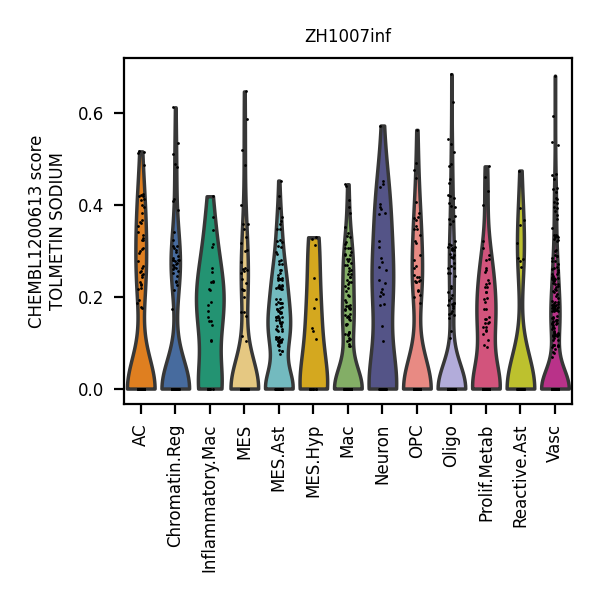 ZH1007inf
CHEMBL1200613 score
TOLMETIN SODIUM
0.6
0.4
0.2
0.0
AC
Chromatin.Reg
Inflammatory.Mac
MES
MES.Ast
MES.Hyp
Mac
Neuron
OPC
Oligo
Prolif.Metab
Reactive.Ast
Vasc